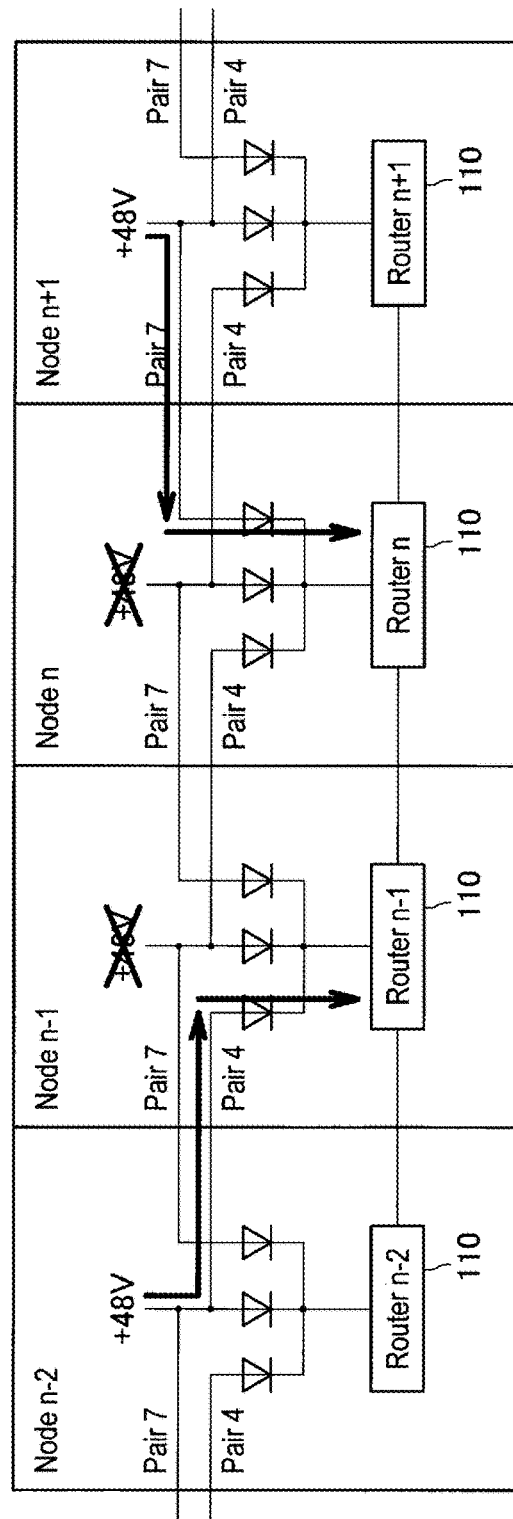 Node n-2
+48V
Pair 7
Pair 4
Router n-2
110
Node n-1
+48V
Pair 7
Pair 4
Router n-1
110
Node n
+48V
Pair 7
Pair 4
Router n
110
Node n+1
+48V
Pair 7
Pair 4
Pair 7
Pair 4
Router n+1
110